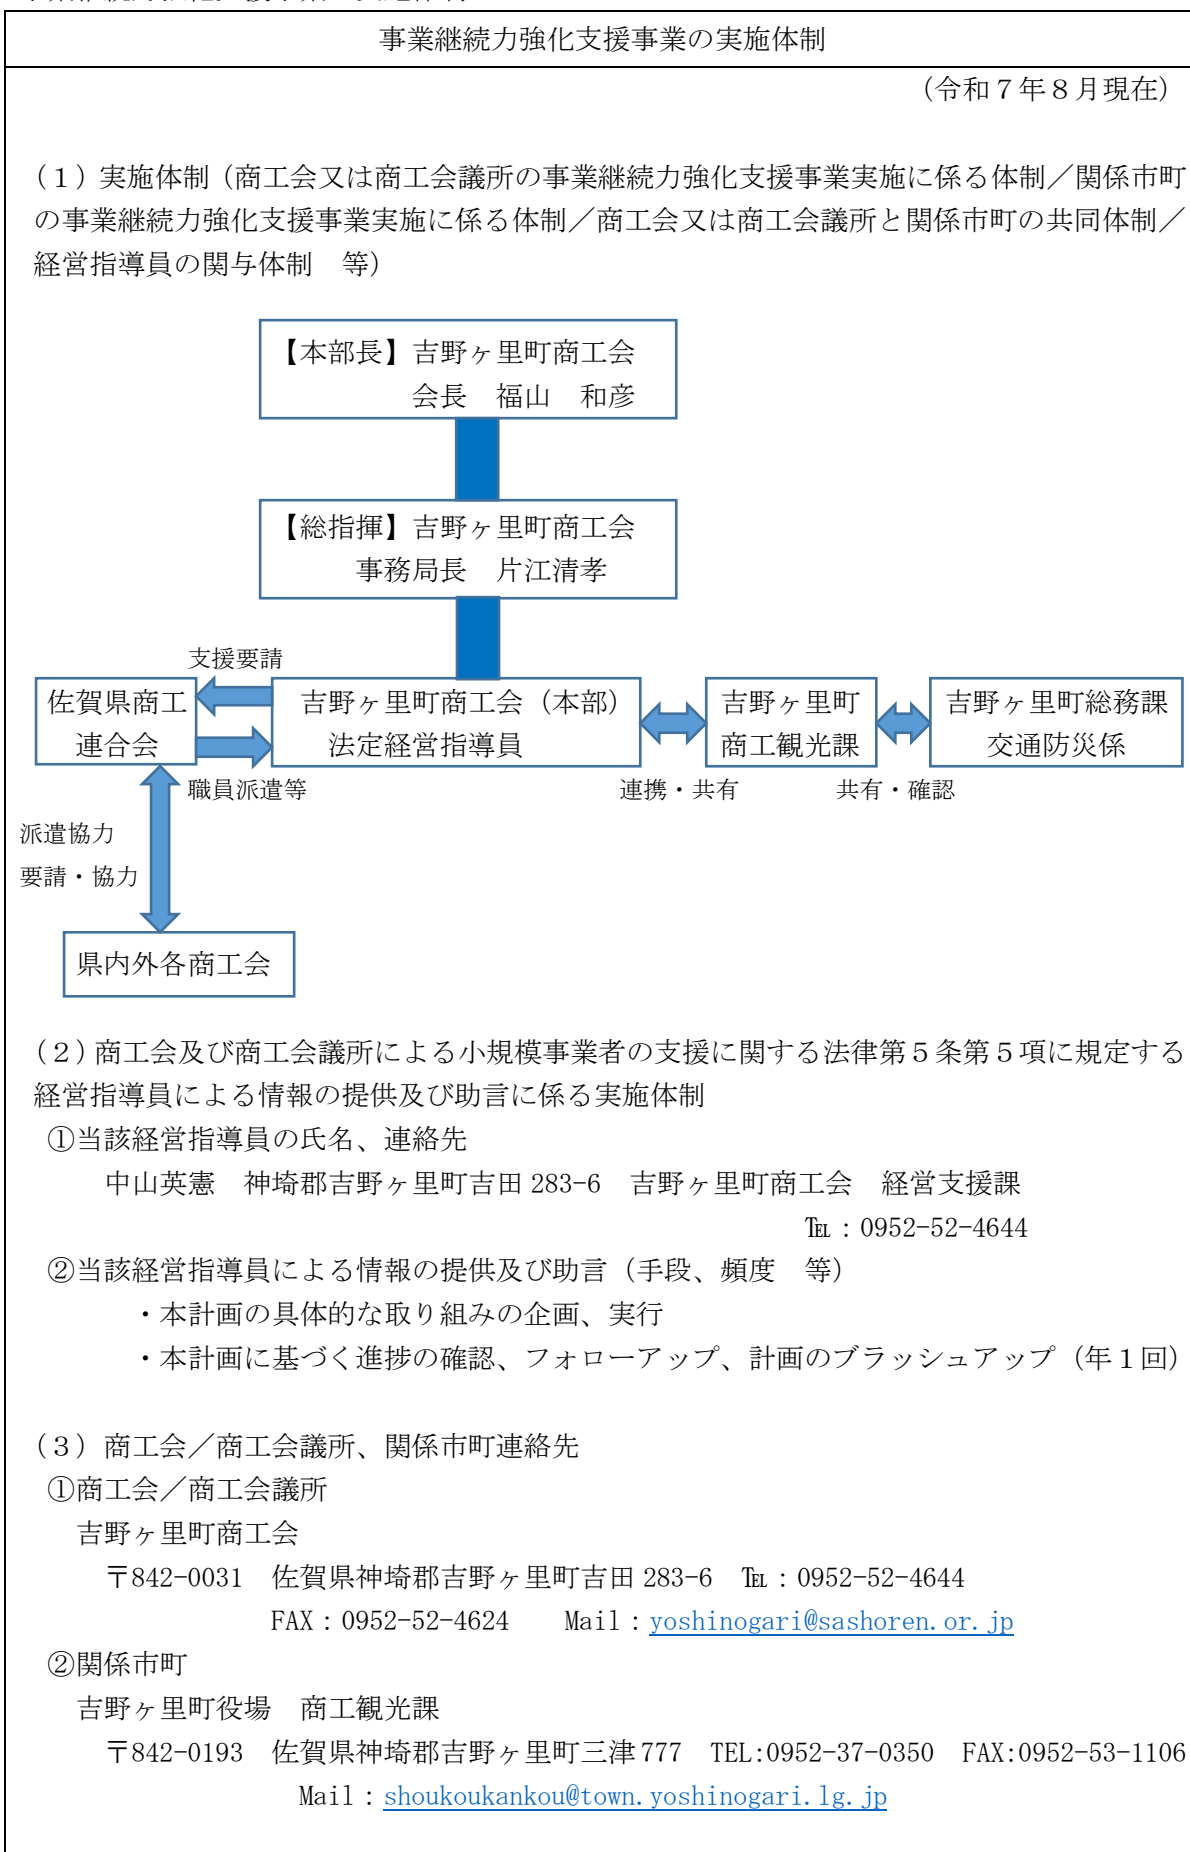 事業継続力強化支援事業の実施体制
（令和７年８月現在）
（１）実施体制（商工会又は商工会議所の事業継続力強化支援事業実施に係る体制／関係市町
の事業継続力強化支援事業実施に係る体制／商工会又は商工会議所と関係市町の共同体制／
経営指導員の関与体制　等）
【本部長】吉野ヶ里町商工会
会長　福山　和彦
【総指揮】吉野ヶ里町商工会
事務局長　片江清孝
支援要請
佐賀県商工
連合会
吉野ヶ里町商工会（本部）
法定経営指導員
吉野ヶ里町
商工観光課
吉野ヶ里町総務課
交通防災係
職員派遣等
連携・共有
共有・確認
派遣協力
要請・協力
県内外各商工会
（２）商工会及び商工会議所による小規模事業者の支援に関する法律第５条第５項に規定する
経営指導員による情報の提供及び助言に係る実施体制
①当該経営指導員の氏名、連絡先
中山英憲　神埼郡吉野ヶ里町吉田 283-6　吉野ヶ里町商工会　経営支援課
℡：0952-52-4644
②当該経営指導員による情報の提供及び助言（手段、頻度　等）
・本計画の具体的な取り組みの企画、実行
・本計画に基づく進捗の確認、フォローアップ、計画のブラッシュアップ（年１回）
（３）商工会／商工会議所、関係市町連絡先
①商工会／商工会議所
吉野ヶ里町商工会
〒842-0031　佐賀県神埼郡吉野ヶ里町吉田 283-6　℡：0952-52-4644
FAX：0952-52-4624　Mail：yoshinogari@sashoren.or.jp
②関係市町
吉野ヶ里町役場　商工観光課
〒842-0193　佐賀県神埼郡吉野ヶ里町三津 777　TEL:0952-37-0350　FAX:0952-53-1106
Mail：shoukoukankou@town.yoshinogari.lg.jp